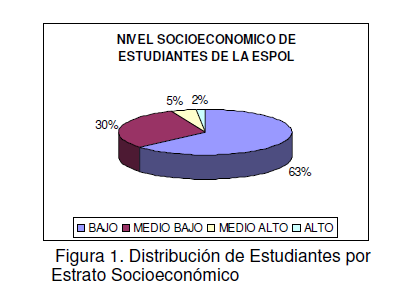 NIVEL SOCIOECONOMICO DE
ESTUDIANTES DE LA ESPOL
5%
2%
30%
63%
BAJO MEDIO BAJO MEDIO ALTO ALTO
Figura 1. Distribución de Estudiantes por
Estrato Socioeconómico